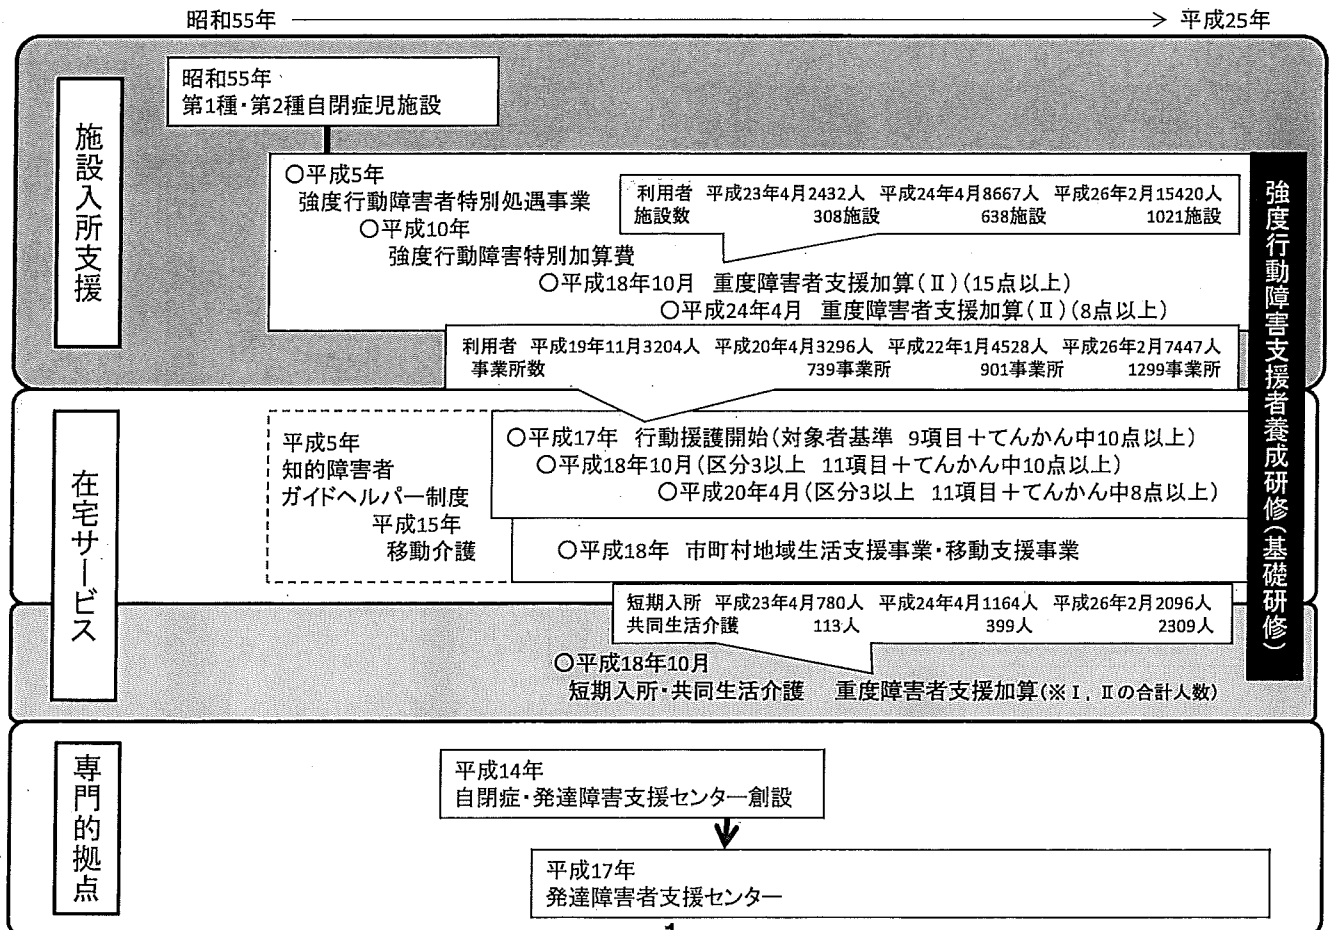 昭和55年 平成25年
施設入所支援
昭和55年
第1種・第2種自閉症児施設
○平成5年
強度行動障害者特別処遇事業
○平成10年
強度行動障害特別加算費
利用者 平成23年4月2432人 平成24年4月8667人 平成26年2月15420人
施設数 308施設 638施設 1021施設
○平成18年10月 重度障害者支援加算(Ⅱ)(15点以上)
○平成24年4月 重度障害者支援加算(Ⅱ)(8点以上)
強度行動障害支援者養成研修(基礎研修)
利用者 平成19年11月3204人 平成20年4月3296人 平成22年1月4528人 平成26年2月7447人
事業所数 739事業所 901事業所 1299事業所
在宅サービス
平成5年
知的障害者
ガイドヘルパー制度
平成15年
移動介護
○平成17年 行動援護開始(対象者基準 9項目+てんかん中10点以上)
○平成18年10月(区分3以上 11項目+てんかん中10点以上)
○平成20年4月(区分3以上 11項目+てんかん中8点以上)
○平成18年 市町村地域生活支援事業・移動支援事業
短期入所 平成23年4月780人 平成24年4月1164人 平成26年2月2096人
共同生活介護 113人 399人 2309人
○平成18年10月
短期入所・共同生活介護 重度障害者支援加算(※Ⅰ,Ⅱの合計人数)
専門的拠点
平成14年
自閉症・発達障害支援センター創設
平成17年
発達障害者支援センター
1